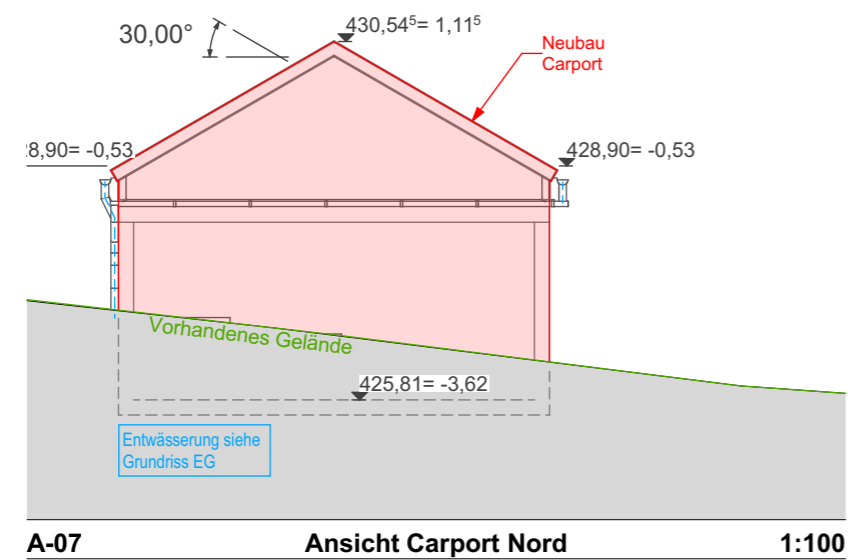 30,00°
430,54⁵= 1,11⁵
Neubau
Carport
28,90= -0,53
428,90= -0,53
Vorhandenes Gelände
425,81= -3,62
Entwässerung siehe
Grundriss EG
A-07 Ansicht Carport Nord 1:100